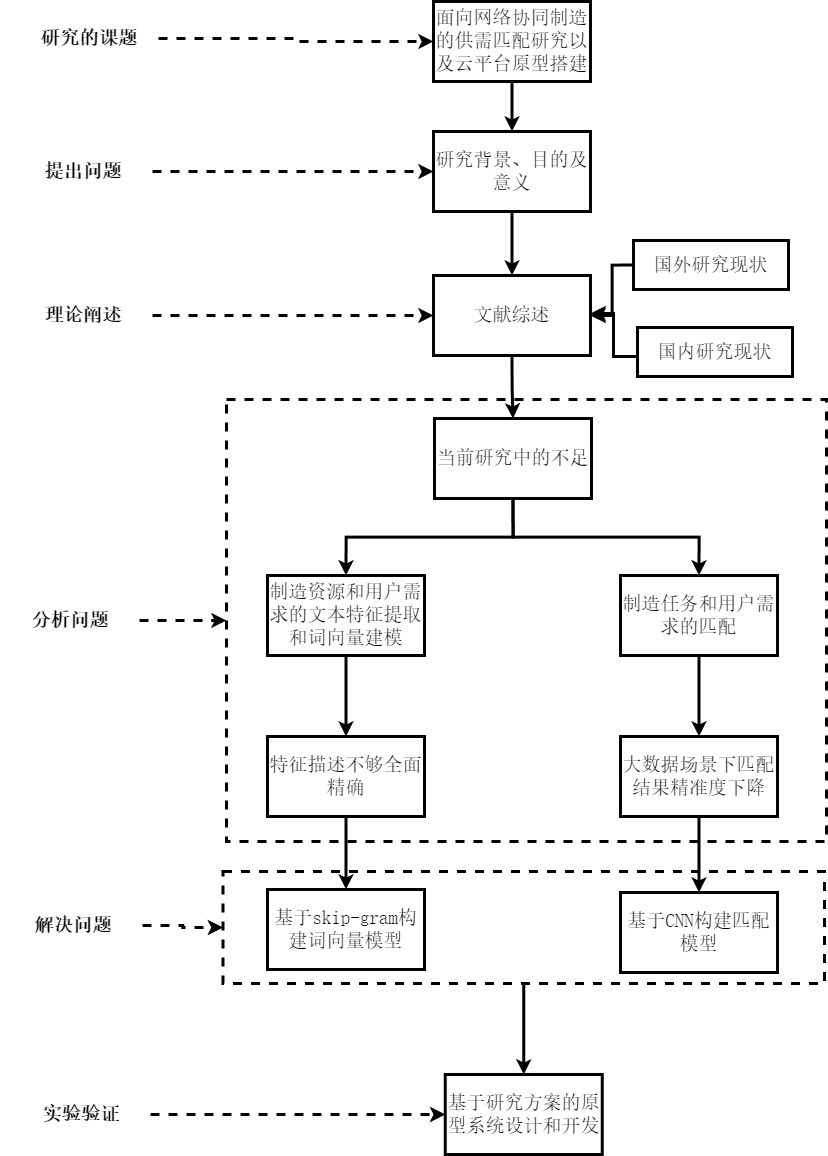 研究的课题
面向网络协同制造
的供需匹配研究以
及云平台原型搭建
提出问题
研究背景、目的及
意义
国外研究现状
理论阐述
文献综述
国内研究现状
当前研究中的不足
分析问题
制造资源和用户需
求的文本特征提取
和词向量建模
制造任务和用户需
求的匹配
特征描述不够全面
精确
大数据场景下匹配
结果精准度下降
解决问题
基于skip-gram构
建词向量模型
基于CNN构建匹配
模型
实验验证
基于研究方案的原
型系统设计和开发